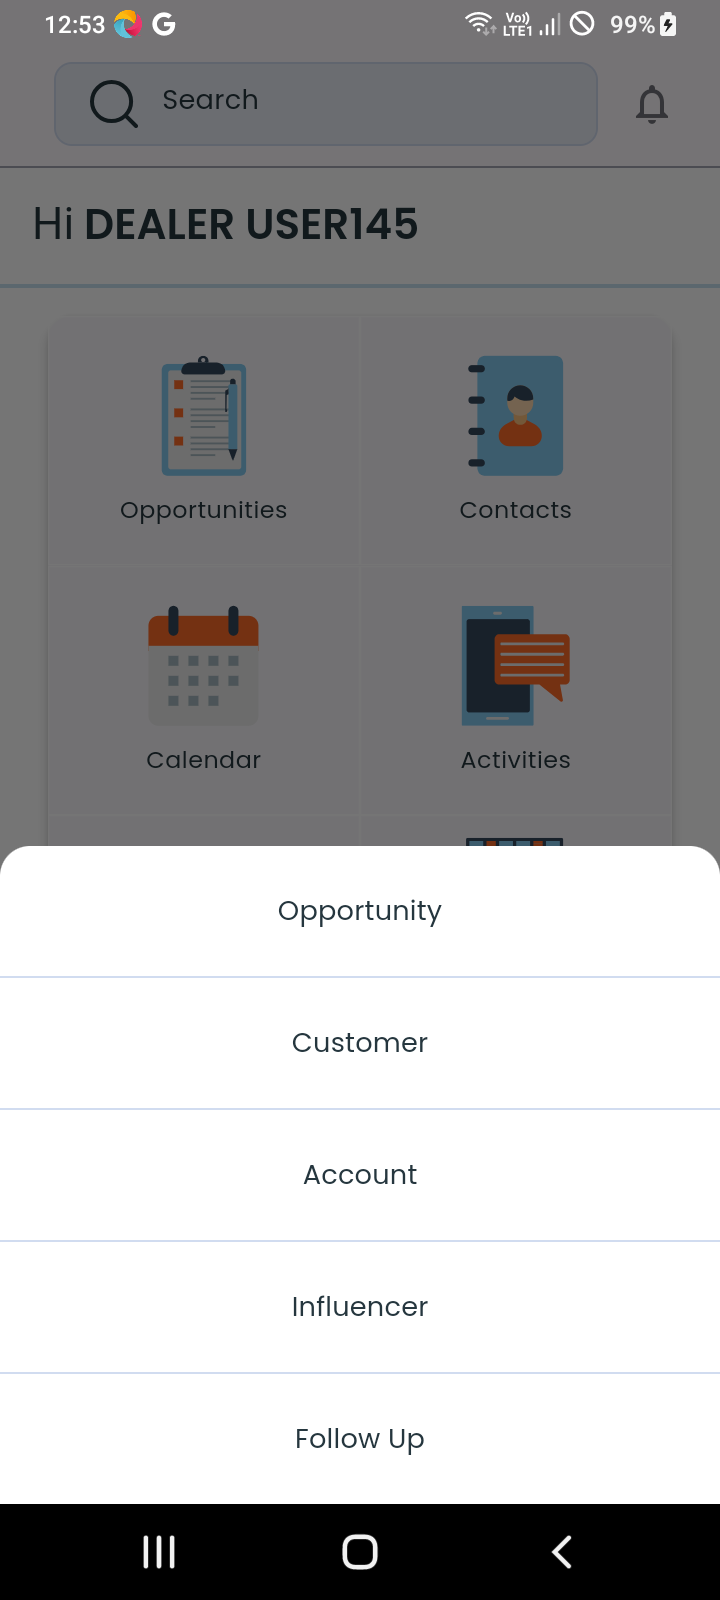 12:53 Vo)) LTE1 99%
Search
Hi DEALER USER145
Opportunities Contacts
Calendar Activities
Opportunity
Customer
Account
Influencer
Follow Up